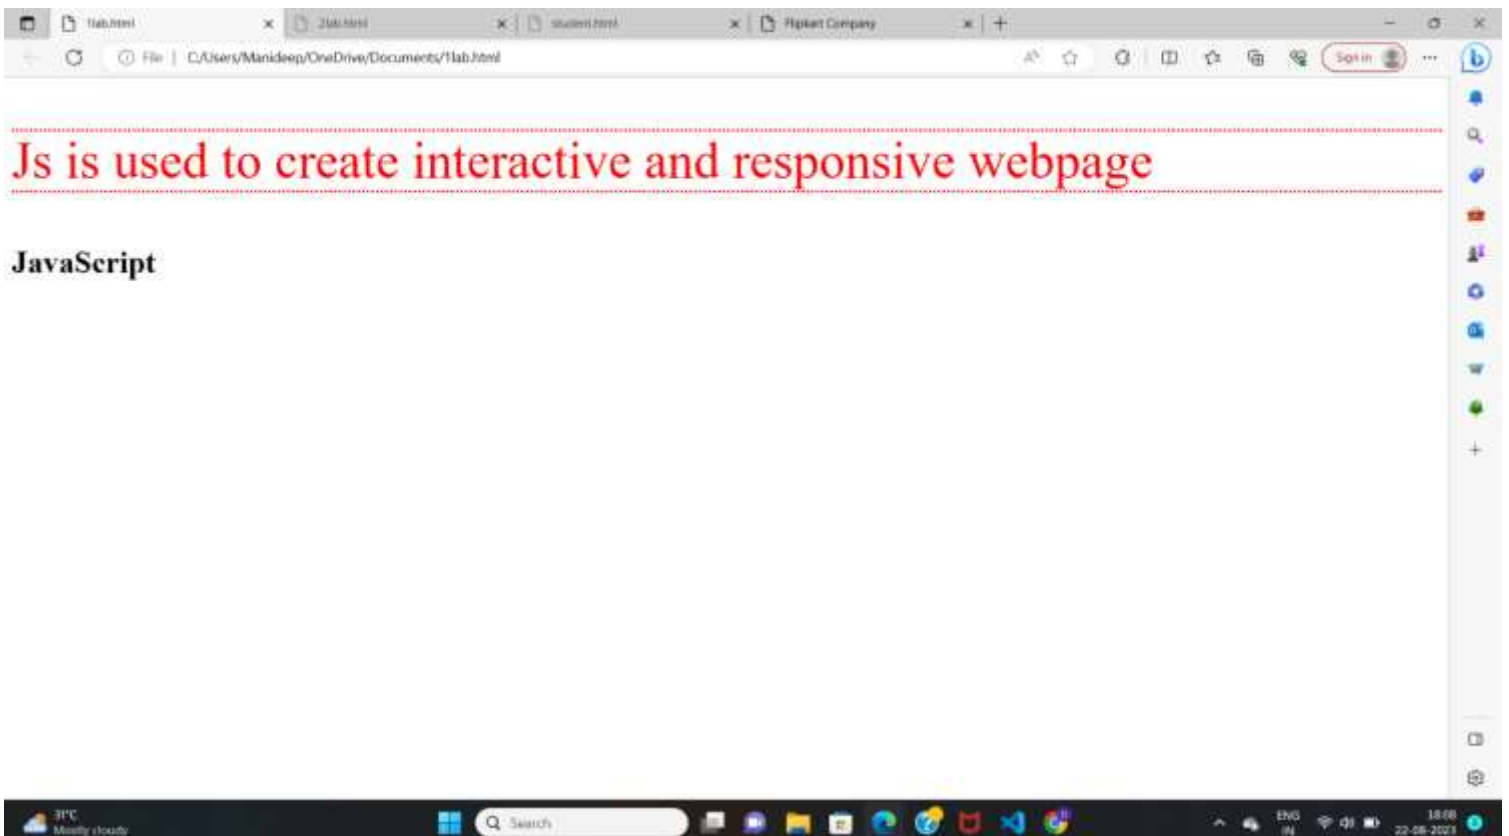 1lab.html
2lab.html
student.html
Flipkart Company
File | C:/Users/Manideep/OneDrive/Documents/1lab.html
Sign in
Js is used to create interactive and responsive webpage
JavaScript
31°C
Mostly cloudy
Search
ENG
IN
18:08
22-08-2023